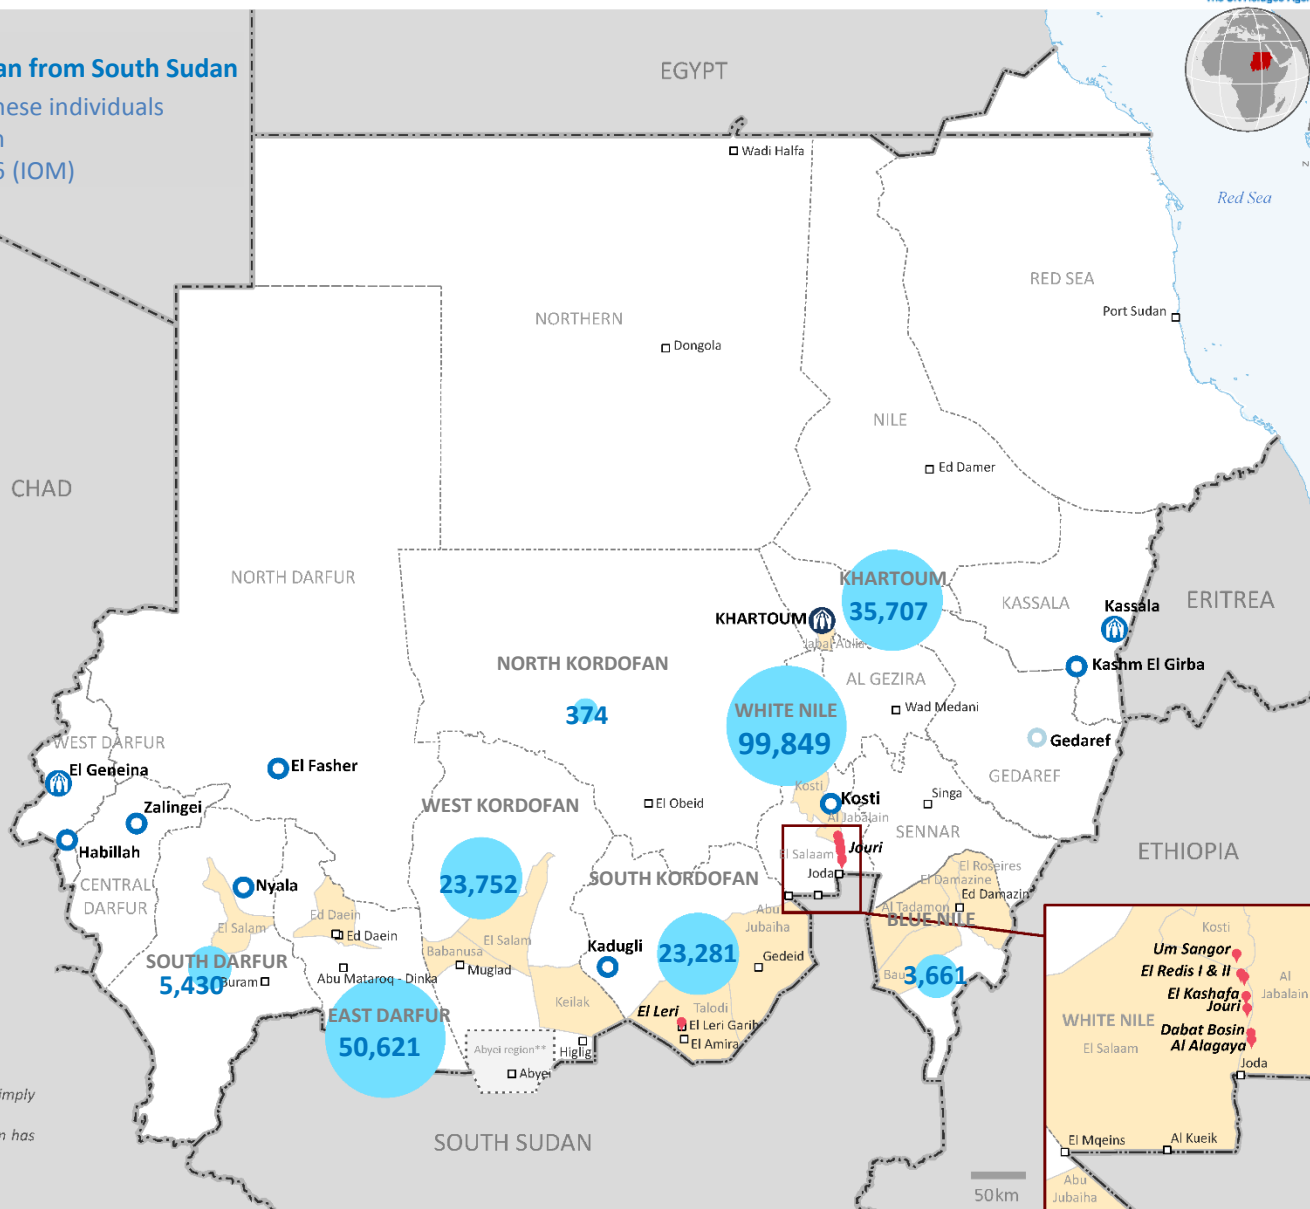 an from South Sudan
hese individuals
(IOM)
EGYPT
Wadi Halfa
Red Sea
RED SEA
Port Sudan
NORTHERN
Dongola
NILE
Ed Damer
CHAD
NORTH DARFUR
KHARTOUM
35,707
KHARTOUM
Jabal Aulia
KASSALA
Kassala
ERITREA
Kashm El Girba
NORTH KORDOFAN
374
AL GEZIRA
Wad Medani
WHITE NILE
99,849
Gedaref
GEDAREF
WEST DARFUR
El Geneina
El Fasher
Zalingei
Habillah
WEST KORDOFAN
El Obeid
Kosti
Kosti
Al Jabalain
Singa
SENNAR
Jouri
El Salaam
Joda
ETHIOPIA
CENTRAL
DARFUR
Nyala
23,752
SOUTH KORDOFAN
El Roseires
El Damazine
Ed Damazin
Al Tadamon
BLUE NILE
Abu
Jubaiha
Ed Daein
Ed Daein
El Salam
El Salam
Babanusa
Muglad
Kadugli
23,281
Gedeid
SOUTH DARFUR
5,430
Buram
Abu Mataroq - Dinka
Bau
3,661
Keilak
El Leri
Talodi
El Leri Garib
El Amira
EAST DARFUR
50,621
Abyei region**
Higlig
Abyei
SOUTH SUDAN
50km
Kosti
Um Sangor
El Redis I & II
El Kashafa
Jouri
Al
Jabalain
WHITE NILE
El Salaam
Dabat Bosin
Al Alagaya
Joda
El Mqeins
Al Kueik
Abu
Jubaiha
imply
n has